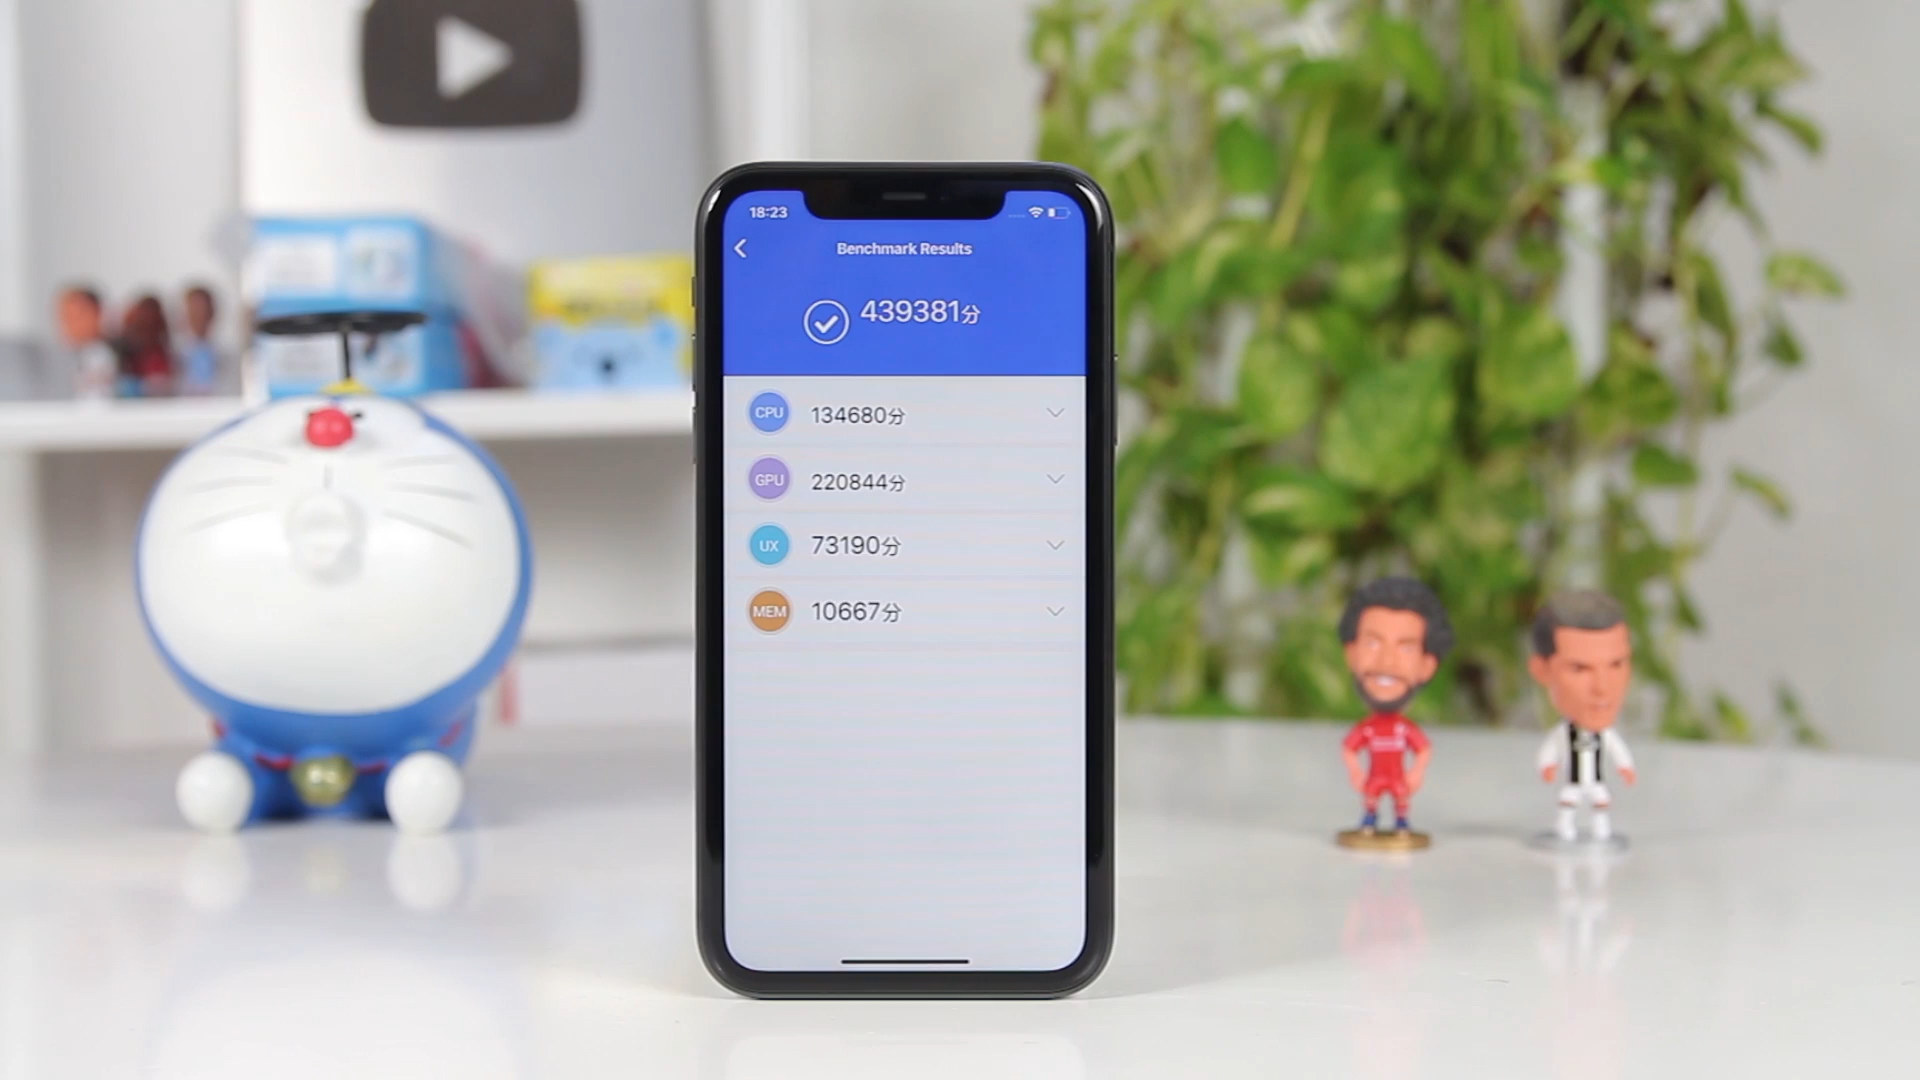 18:23
Benchmark Results
439381分
CPU 134680分
GPU 220844分
UX 73190分
MEM 10667分